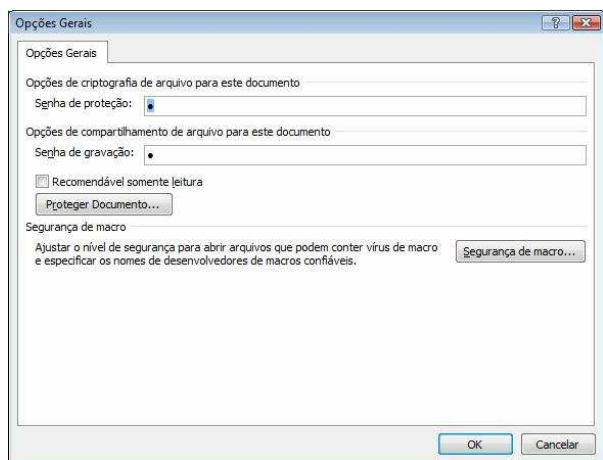 Opções Gerais
Opções Gerais
Opções de criptografia de arquivo para este documento
Senha de proteção: •
Opções de compartilhamento de arquivo para este documento
Senha de gravação: •
Recomendável somente leitura
Proteger Documento...
Segurança de macro
Ajustar o nível de segurança para abrir arquivos que podem conter vírus de macro
e especificar os nomes de desenvolvedores de macros confiáveis.
Segurança de macro...
OK
Cancelar